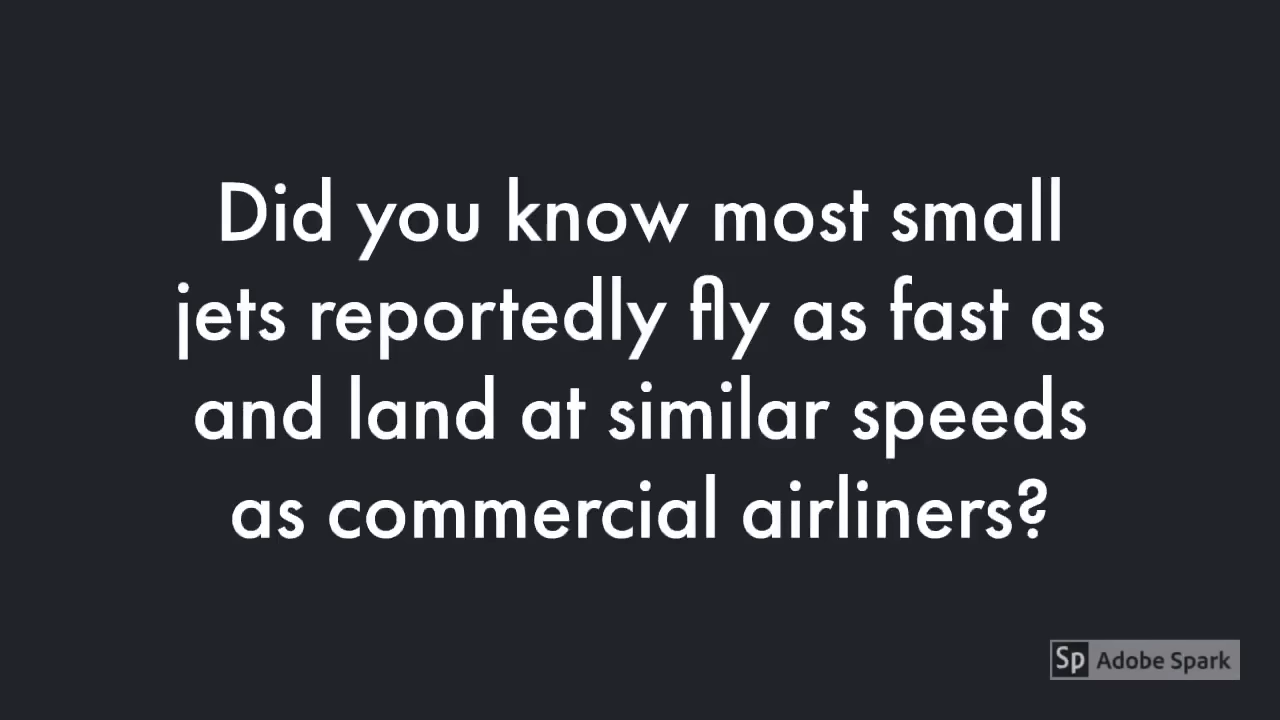 Did you know most small
jets reportedly fly as fast as
and land at similar speeds
as commercial airliners?
Sp Adobe Spark